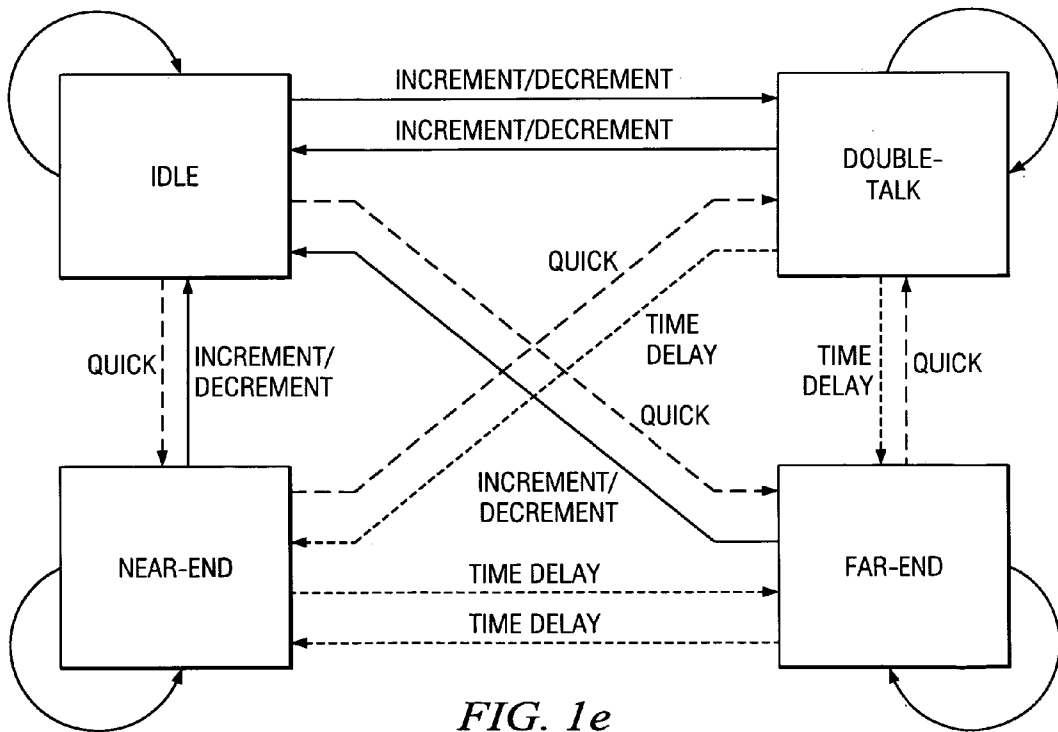 INCREMENT/DECREMENT
INCREMENT/DECREMENT
IDLE
DOUBLE-
TALK
QUICK
TIME
DELAY
QUICK
INCREMENT/
DECREMENT
TIME
DELAY
QUICK
QUICK
INCREMENT/
DECREMENT
NEAR-END
FAR-END
TIME DELAY
TIME DELAY
FIG. 1e